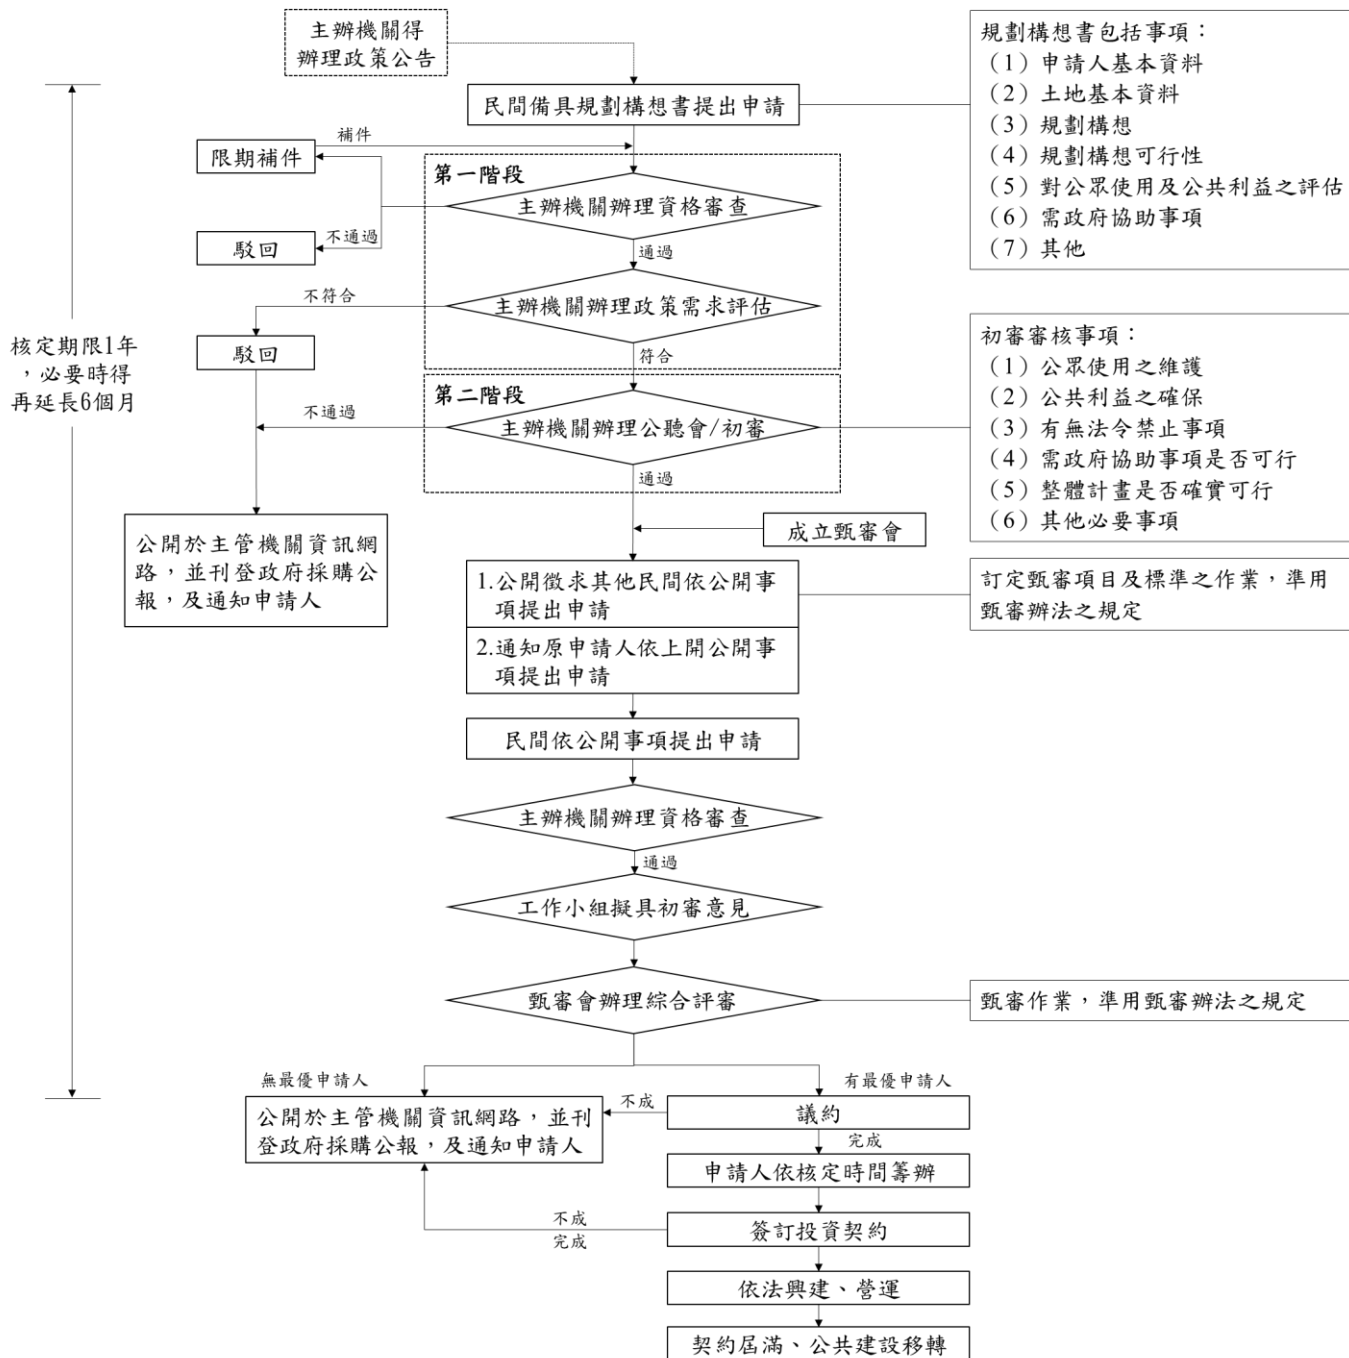 主辦機關得
辦理政策公告
規劃構想書包括事項：
（1）申請人基本資料
（2）土地基本資料
（3）規劃構想
（4）規劃構想可行性
（5）對公眾使用及公共利益之評估
（6）需政府協助事項
（7）其他
民間備具規劃構想書提出申請
補件
限期補件
第一階段
主辦機關辦理資格審查
不通過
駁回
通過
主辦機關辦理政策需求評估
不符合
駁回
符合
核定期限1年
，必要時得
再延長6個月
初審審核事項：
（1）公眾使用之維護
（2）公共利益之確保
（3）有無法令禁止事項
（4）需政府協助事項是否可行
（5）整體計畫是否確實可行
（6）其他必要事項
第二階段
不通過
主辦機關辦理公聽會/初審
通過
成立甄審會
公開於主管機關資訊網
路，並刊登政府採購公
報，及通知申請人
1.公開徵求其他民間依公開事
項提出申請
2.通知原申請人依上開公開事
項提出申請
訂定甄審項目及標準之作業，準用
甄審辦法之規定
民間依公開事項提出申請
主辦機關辦理資格審查
通過
工作小組擬具初審意見
甄審會辦理綜合評審
甄審作業，準用甄審辦法之規定
無最優申請人
有最優申請人
公開於主管機關資訊網路，並刊
登政府採購公報，及通知申請人
不成
議約
完成
申請人依核定時間籌辦
不成
完成
簽訂投資契約
依法興建、營運
契約屆滿、公共建設移轉